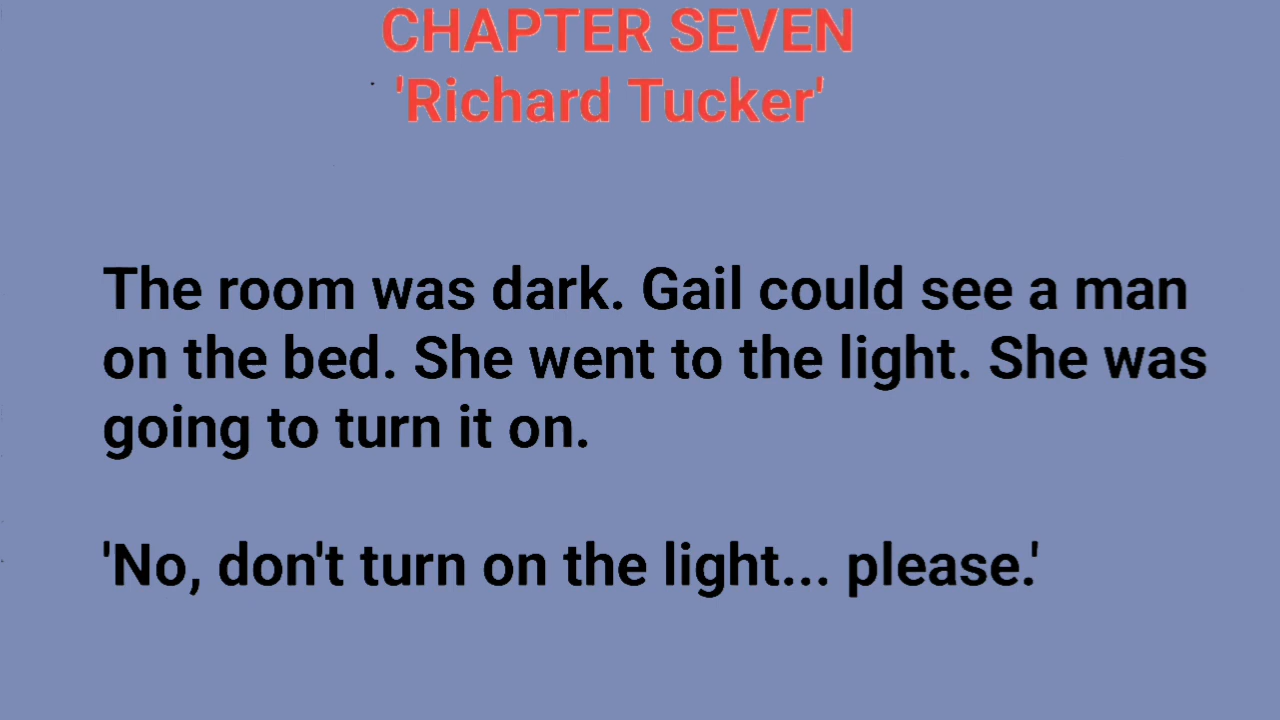 CHAPTER SEVEN
'Richard Tucker'
The room was dark. Gail could see a man
on the bed. She went to the light. She was
going to turn it on.
'No, don't turn on the light... please.'